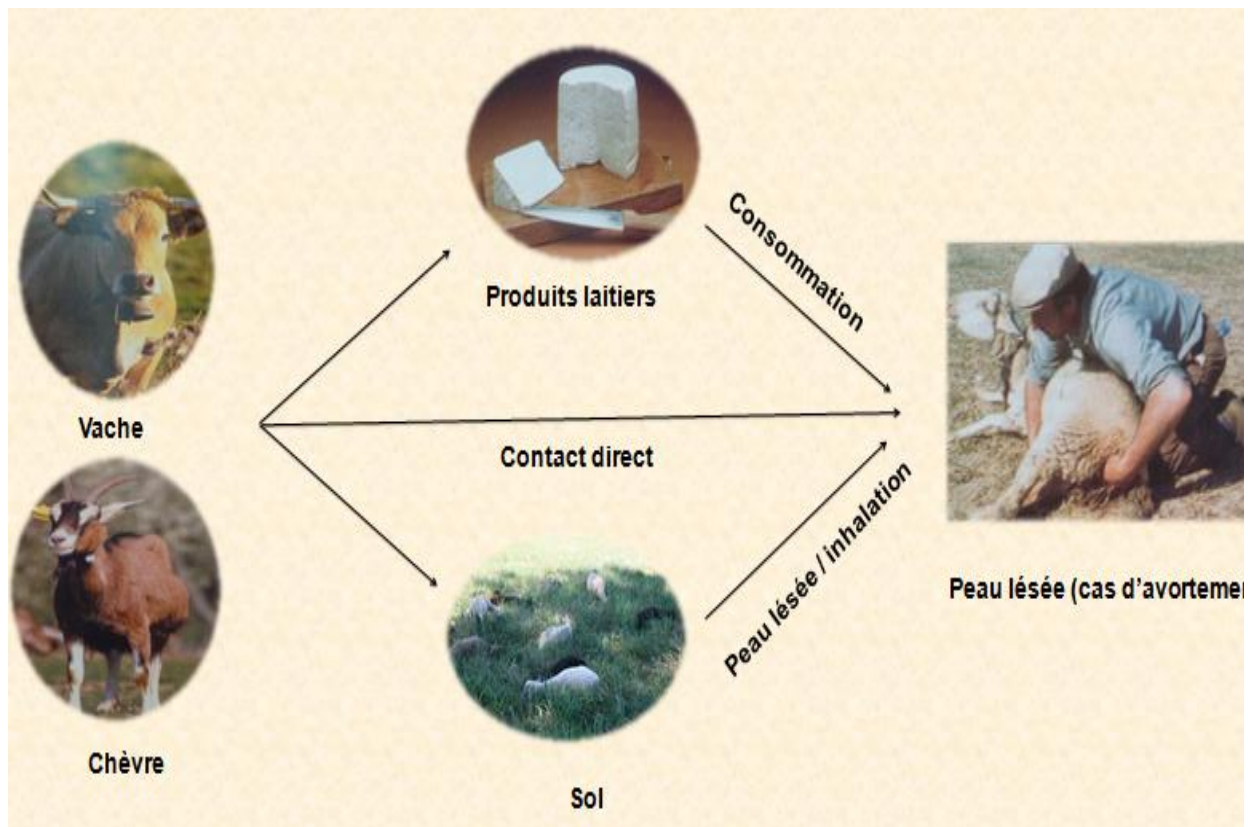 Vache
Chèvre
Produits laitiers
Consommation
Contact direct
Peau lésée / inhalation
Sol
Peau lésée (cas d'avortemen